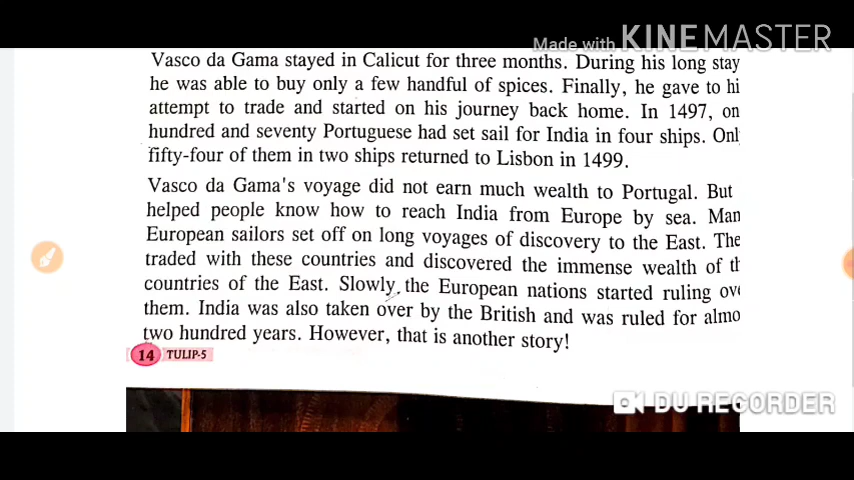 Made with KINEMASTER
Vasco da Gama stayed in Calicut for three months. During his long stay
he was able to buy only a few handful of spices. Finally, he gave to hi
attempt to trade and started on his journey back home. In 1497, on
hundred and seventy Portuguese had set sail for India in four ships. Onl
fifty-four of them in two ships returned to Lisbon in 1499.
Vasco da Gama's voyage did not earn much wealth to Portugal. But
helped people know how to reach India from Europe by sea. Man
European sailors set off on long voyages of discovery to the East. The
traded with these countries and discovered the immense wealth of th
countries of the East. Slowly, the European nations started ruling ove
them. India was also taken over by the British and was ruled for almo
two hundred years. However, that is another story!
14 TULIP-5
DU RECORDER